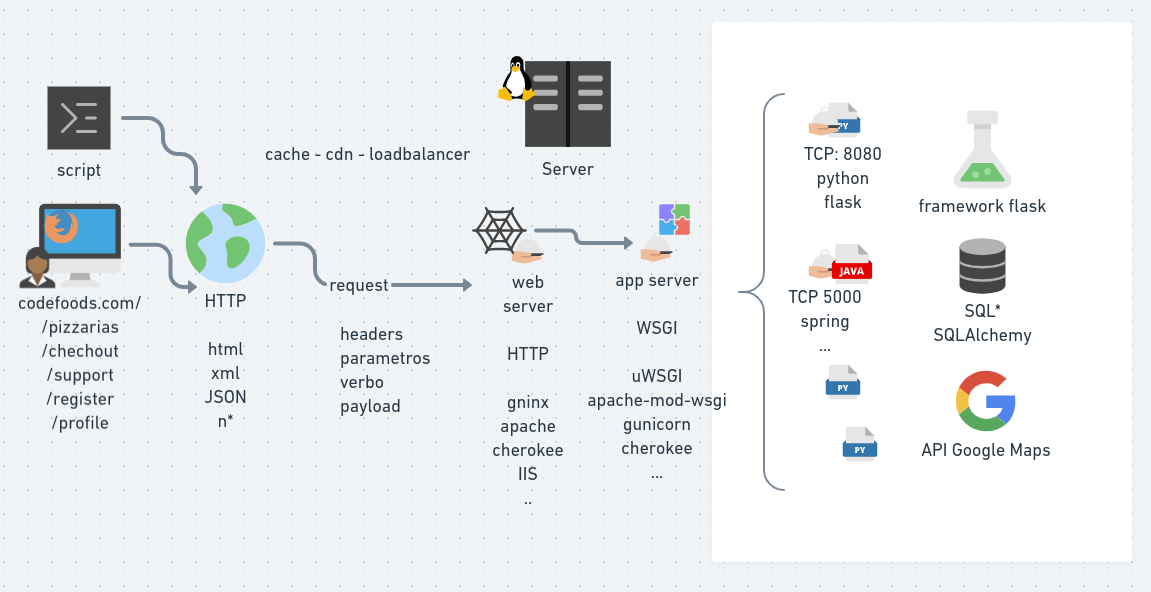 script
codefoods.com/
/pizzarias
/chechout
/support
/register
/profile
HTTP
html
xml
JSON
n*
cache - cdn - loadbalancer
request
headers
parametros
verbo
payload
Server
web
server
HTTP
gninx
apache
cherokee
IIS
..
app server
WSGI
uWSGI
apache-mod-wsgi
gunicorn
cherokee
...
PY
TCP: 8080
python
flask
JAVA
TCP 5000
spring
...
PY
PY
framework flask
SQL*
SQLAlchemy
API Google Maps